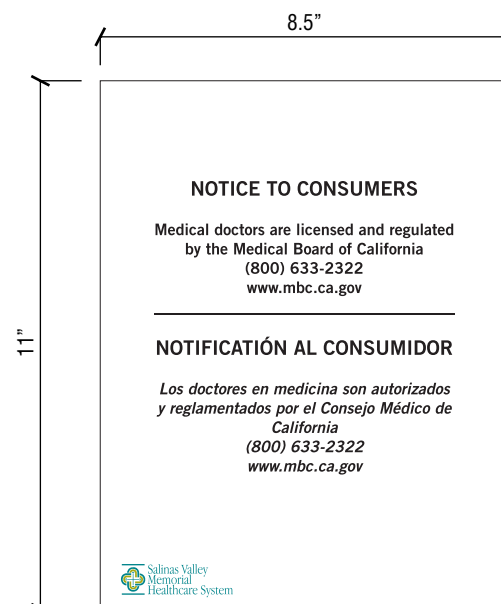 8.5”
11”
NOTICE TO CONSUMERS
Medical doctors are licensed and regulated
by the Medical Board of California
(800) 633-2322
www.mbc.ca.gov
NOTIFICATIÓN AL CONSUMIDOR
Los doctores en medicina son autorizados
y reglamentados por el Consejo Médico de
California
(800) 633-2322
www.mbc.ca.gov
Salinas Valley
Memorial
Healthcare System